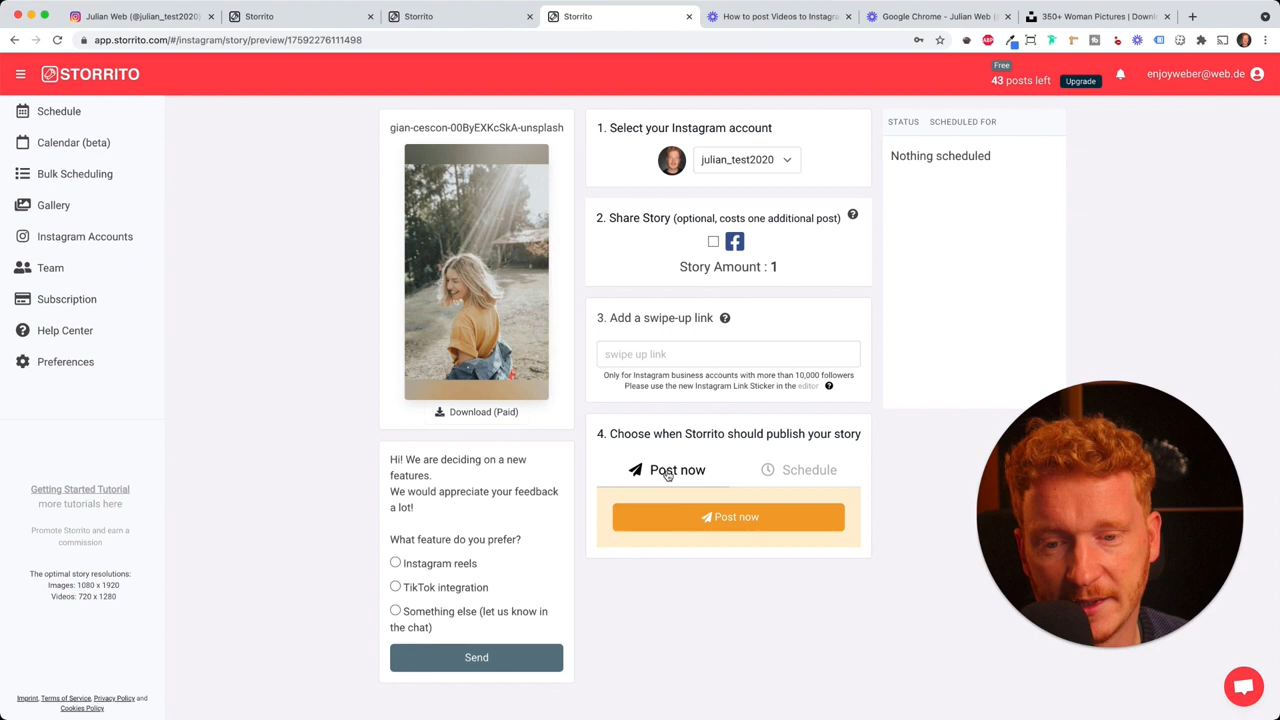 Julian Web (@julian_test2020)
Storrito
Storrito
Storrito
How to post Videos to Instagr
Google Chrome - Julian Web (
350+ Woman Pictures | Downl
app.storrito.com/#/instagram/story/preview/17592276111498
STORRITO
Free
43 posts left
Upgrade
enjoyweber@web.de
Schedule
Calendar (beta)
Bulk Scheduling
Gallery
Instagram Accounts
Team
Subscription
Help Center
Preferences
Getting Started Tutorial
more tutorials here
Promote Storrito and earn a
commission
The optimal story resolutions:
Images: 1080 x 1920
Videos: 720 x 1280
Imprint, Terms of Service, Privacy Policy and
Cookies Policy
gian-cescon-00ByEXKcSkA-unsplash
Download (Paid)
Hi! We are deciding on a new
features.
We would appreciate your feedback
a lot!
What feature do you prefer?
Instagram reels
TikTok integration
Something else (let us know in
the chat)
Send
1. Select your Instagram account
julian_test2020
2. Share Story (optional, costs one additional post)
Story Amount : 1
3. Add a swipe-up link
swipe up link
Only for Instagram business accounts with more than 10,000 followers
Please use the new Instagram Link Sticker in the editor
4. Choose when Storrito should publish your story
Post now
Schedule
Post now
STATUS
SCHEDULED FOR
Nothing scheduled